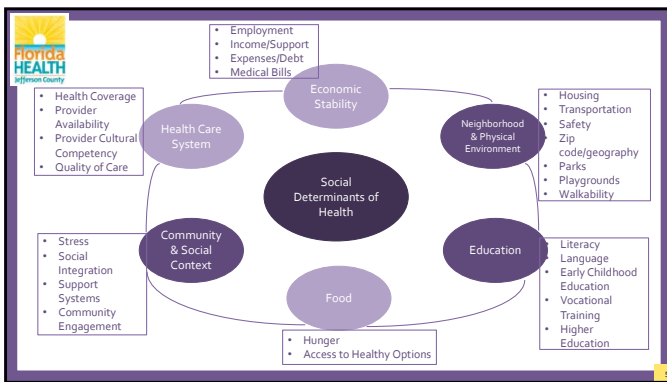 Florida
HEALTH
Jefferson County
• Employment
• Income/Support
• Expenses/Debt
• Medical Bills
Economic
Stability
• Health Coverage
• Provider
Availability
• Provider Cultural
Competency
• Quality of Care
Health Care
System
Neighborhood
& Physical
Environment
• Housing
• Transportation
• Safety
• Zip
code/geography
• Parks
• Playgrounds
• Walkability
Social
Determinants of
Health
• Stress
• Social
Integration
• Support
Systems
• Community
Engagement
Community
& Social
Context
Education
• Literacy
• Language
• Early Childhood
Education
• Vocational
Training
• Higher
Education
Food
• Hunger
• Access to Healthy Options